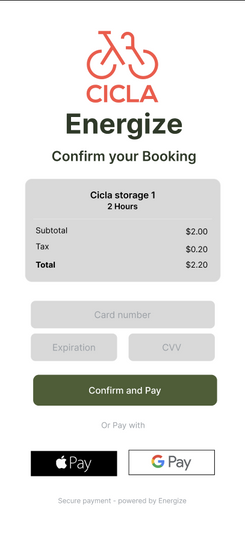 CICLA
Energize
Confirm your Booking
Cicla storage 1
2 Hours
Subtotal $2.00
Tax $0.20
Total $2.20
Card number
Expiration CVV
Confirm and Pay
Or Pay with
Pay G Pay
Secure payment - powered by Energize